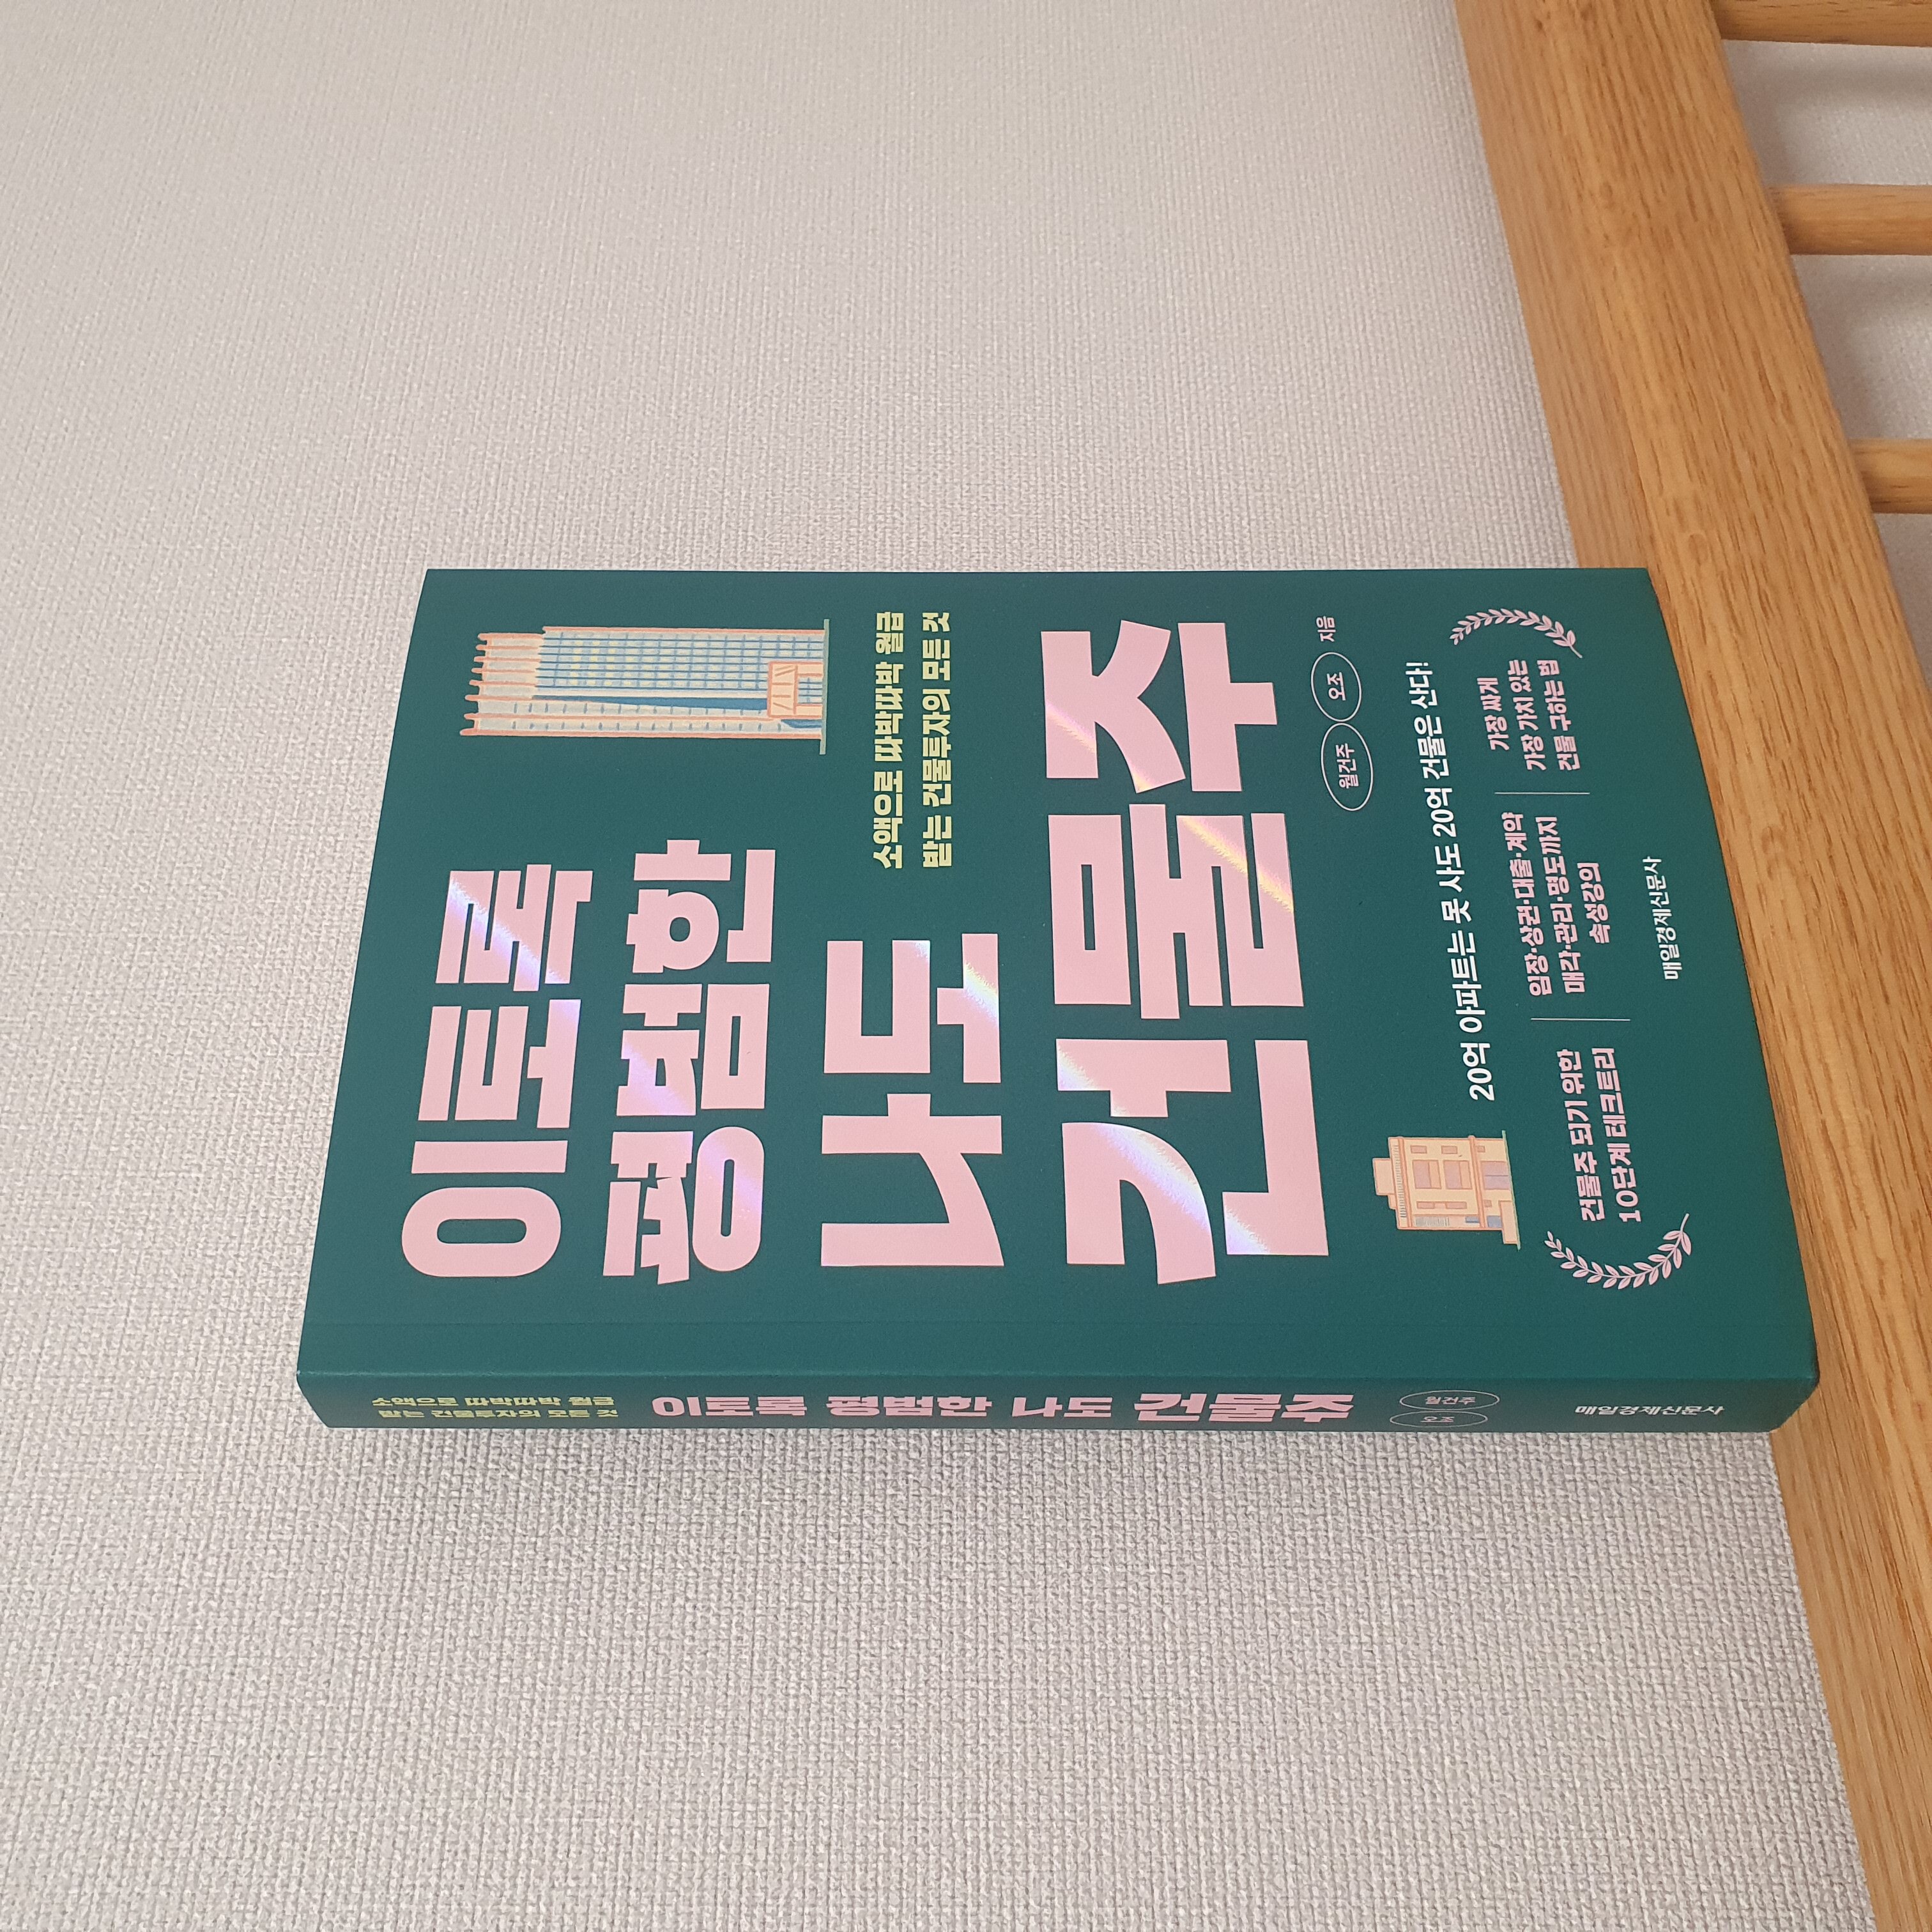 이토록
평범한
나도
건물주
소액으로 따박따박 월급
받는 건물투자의 모든 것
월건주 오조 지음
20억 아파트는 못 사도 20억 건물은 산다!
건물주 되기 위한
10단계 테크트리
임장·상권·대출·계약
매각·관리·명도까지
속성강의
가장 싸게
가장 가치 있는
건물 구하는 법
매일경제신문사
소액으로 따박따박 월급
받는 건물투자의 모든 것
이토록 평범한 나도 건물주
월건주
오조
매일경제신문사